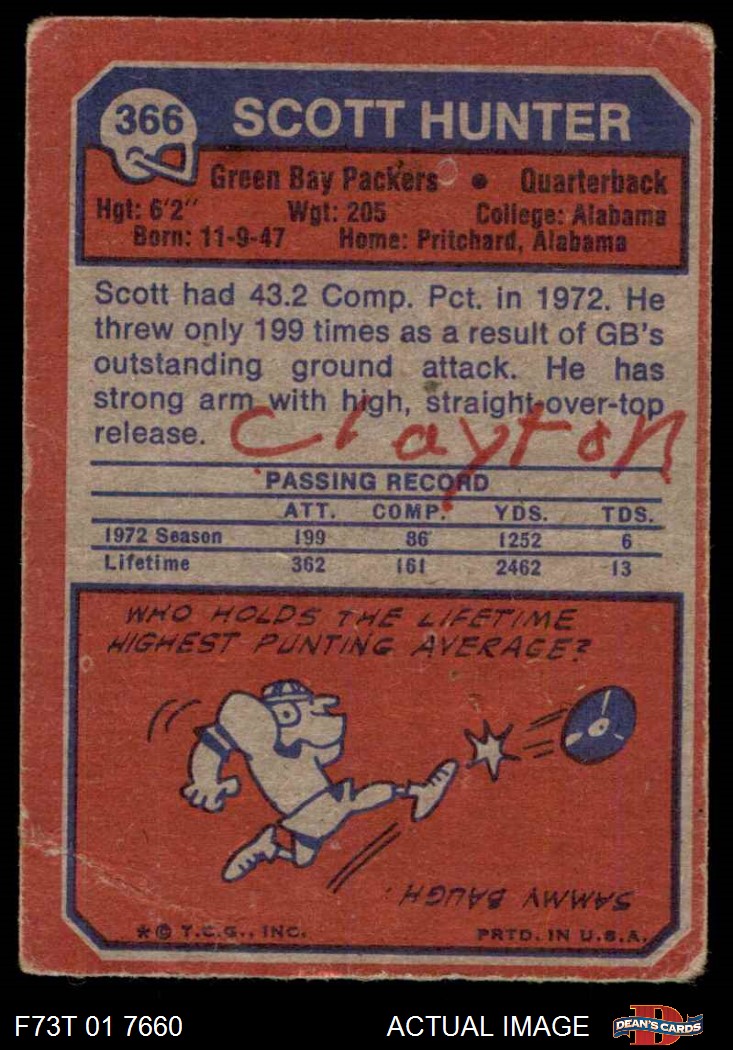 366 SCOTT HUNTER
Green Bay Packers • Quarterback
Hgt: 6'2" Wgt: 205 College: Alabama
Born: 11-9-47 Home: Pritchard, Alabama
Scott had 43.2 Comp. Pct. in 1972. He
threw only 199 times as a result of GB's
outstanding ground attack. He has
strong arm with high, straight-over-top
release.
Clayton
PASSING RECORD
ATT. COMP. YDS. TDS.
1972 Season 199 86 1252 6
Lifetime 362 161 2462 13
WHO HOLDS THE LIFETIME
HIGHEST PUNTING AVERAGE?
SAMMY BAUGH.
*© T.C.G., INC. PRTD. IN U.S.A.
F73T 01 7660 ACTUAL IMAGE D DEAN'S CARDS